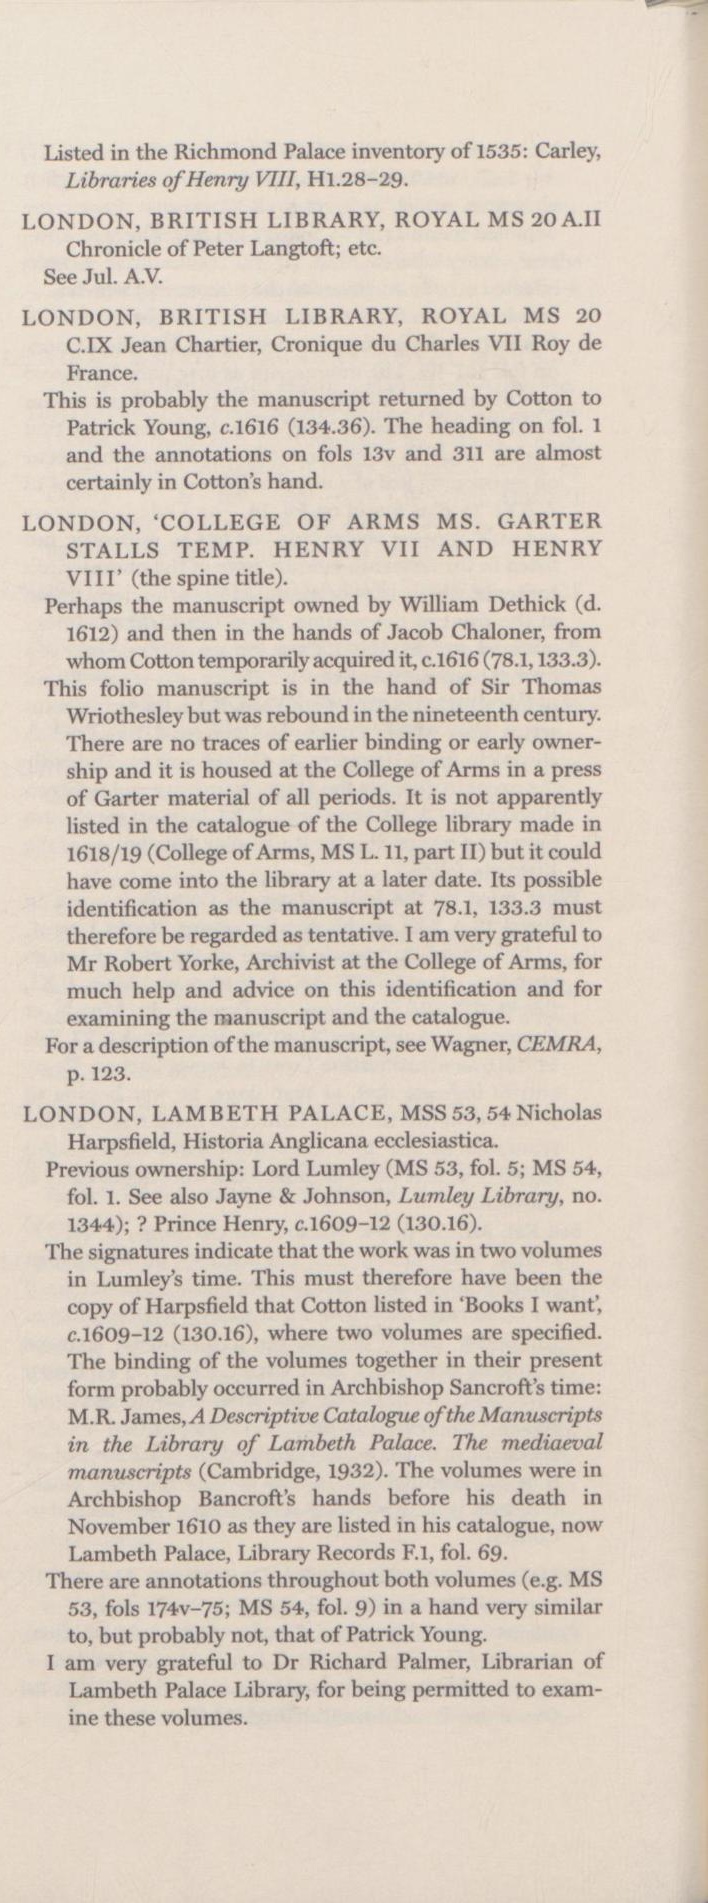 Listed in the Richmond Palace inventory of 1535: Carley,
Libraries of Henry VIII, H1.28–29.
LONDON, BRITISH LIBRARY, ROYAL MS 20 A.II
Chronicle of Peter Langtoft; etc.
See Jul. A.V.
LONDON, BRITISH LIBRARY, ROYAL MS 20
C.IX Jean Chartier, Cronique du Charles VII Roy de
France.
This is probably the manuscript returned by Cotton to
Patrick Young, c.1616 (134.36). The heading on fol. 1
and the annotations on fols 13v and 311 are almost
certainly in Cotton's hand.
LONDON, ‘COLLEGE OF ARMS MS. GARTER
STALLS TEMP. HENRY VII AND HENRY
VIII’ (the spine title).
Perhaps the manuscript owned by William Dethick (d.
1612) and then in the hands of Jacob Chaloner, from
whom Cotton temporarily acquired it, c.1616 (78.1, 133.3).
This folio manuscript is in the hand of Sir Thomas
Wriothesley but was rebound in the nineteenth century.
There are no traces of earlier binding or early owner-
ship and it is housed at the College of Arms in a press
of Garter material of all periods. It is not apparently
listed in the catalogue of the College library made in
1618/19 (College of Arms, MS L. 11, part II) but it could
have come into the library at a later date. Its possible
identification as the manuscript at 78.1, 133.3 must
therefore be regarded as tentative. I am very grateful to
Mr Robert Yorke, Archivist at the College of Arms, for
much help and advice on this identification and for
examining the manuscript and the catalogue.
For a description of the manuscript, see Wagner, CEMRA,
p. 123.
LONDON, LAMBETH PALACE, MSS 53, 54 Nicholas
Harpsfield, Historia Anglicana ecclesiastica.
Previous ownership: Lord Lumley (MS 53, fol. 5; MS 54,
fol. 1. See also Jayne & Johnson, Lumley Library, no.
1344); ? Prince Henry, c.1609–12 (130.16).
The signatures indicate that the work was in two volumes
in Lumley's time. This must therefore have been the
copy of Harpsfield that Cotton listed in ‘Books I want’,
c.1609–12 (130.16), where two volumes are specified.
The binding of the volumes together in their present
form probably occurred in Archbishop Sancroft's time:
M.R. James, A Descriptive Catalogue of the Manuscripts
in the Library of Lambeth Palace. The mediaeval
manuscripts (Cambridge, 1932). The volumes were in
Archbishop Bancroft's hands before his death in
November 1610 as they are listed in his catalogue, now
Lambeth Palace, Library Records F.1, fol. 69.
There are annotations throughout both volumes (e.g. MS
53, fols 174v–75; MS 54, fol. 9) in a hand very similar
to, but probably not, that of Patrick Young.
I am very grateful to Dr Richard Palmer, Librarian of
Lambeth Palace Library, for being permitted to exam-
ine these volumes.